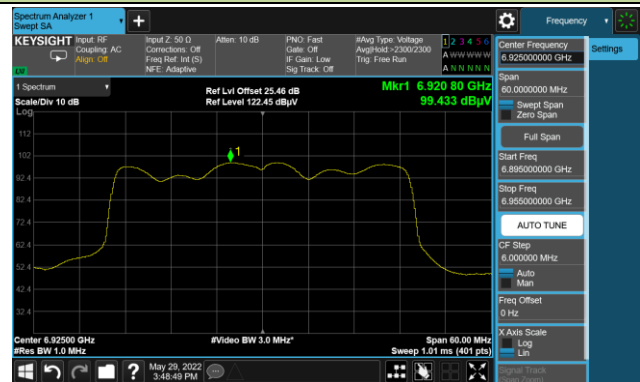 Spectrum Analyzer 1
Swept SA
+
Frequency
KEYSIGHT
Input: RF
Coupling: AC
Align: Off
Input Z: 50 Ω
Corrections: Off
Freq Ref: Int (S)
NFE: Adaptive
Atten: 10 dB
PNO: Fast
Gate: Off
IF Gain: Low
Sig Track: Off
#Avg Type: Voltage
Avg|Hold:>2300/2300
Trig: Free Run
1 2 3 4 5 6
A W W W W W
A N N N N N
LW
1 Spectrum
Scale/Div 10 dB
Log
Ref Lvl Offset 25.46 dB
Ref Level 122.45 dBµV
Mkr1 6.920 80 GHz
99.433 dBµV
112
102
92.4
82.4
72.4
62.4
52.4
42.4
32.4
1
Center 6.92500 GHz
#Res BW 1.0 MHz
#Video BW 3.0 MHz*
Span 60.00 MHz
Sweep 1.01 ms (401 pts)
Center Frequency
6.925000000 GHz
Settings
Span
60.0000000 MHz
Swept Span
Zero Span
Full Span
Start Freq
6.895000000 GHz
Stop Freq
6.955000000 GHz
AUTO TUNE
CF Step
6.000000 MHz
Auto
Man
Freq Offset
0 Hz
X Axis Scale
Log
Lin
Signal Track
(Span Zoom)
?
May 29, 2022
3:48:49 PM